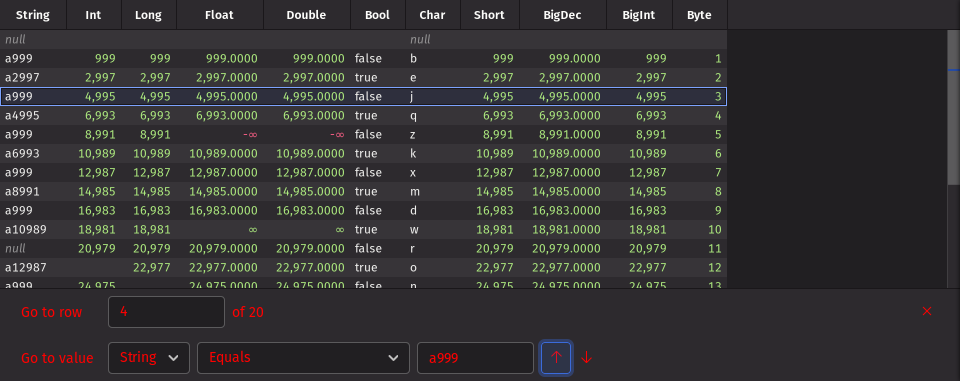 String Int Long Float Double Bool Char Short BigDec BigInt Byte
null null
a999 999 999 999.0000 999.0000 false b 999 999.0000 999 1
a2997 2,997 2,997 2,997.0000 2,997.0000 true e 2,997 2,997.0000 2,997 2
a999 4,995 4,995 4,995.0000 4,995.0000 false j 4,995 4,995.0000 4,995 3
a4995 6,993 6,993 6,993.0000 6,993.0000 true q 6,993 6,993.0000 6,993 4
a999 8,991 8,991 -∞ -∞ false z 8,991 8,991.0000 8,991 5
a6993 10,989 10,989 10,989.0000 10,989.0000 true k 10,989 10,989.0000 10,989 6
a999 12,987 12,987 12,987.0000 12,987.0000 false x 12,987 12,987.0000 12,987 7
a8991 14,985 14,985 14,985.0000 14,985.0000 true m 14,985 14,985.0000 14,985 8
a999 16,983 16,983 16,983.0000 16,983.0000 false d 16,983 16,983.0000 16,983 9
a10989 18,981 18,981 ∞ ∞ true w 18,981 18,981.0000 18,981 10
null 20,979 20,979 20,979.0000 20,979.0000 false r 20,979 20,979.0000 20,979 11
a12987 22,977 22,977.0000 22,977.0000 true o 22,977 22,977.0000 22,977 12
a999 24,975 24,975.0000 24,975.0000 false 24,975 24,975.0000 24,975 13
Go to row 4 of 20
Go to value String Equals a999